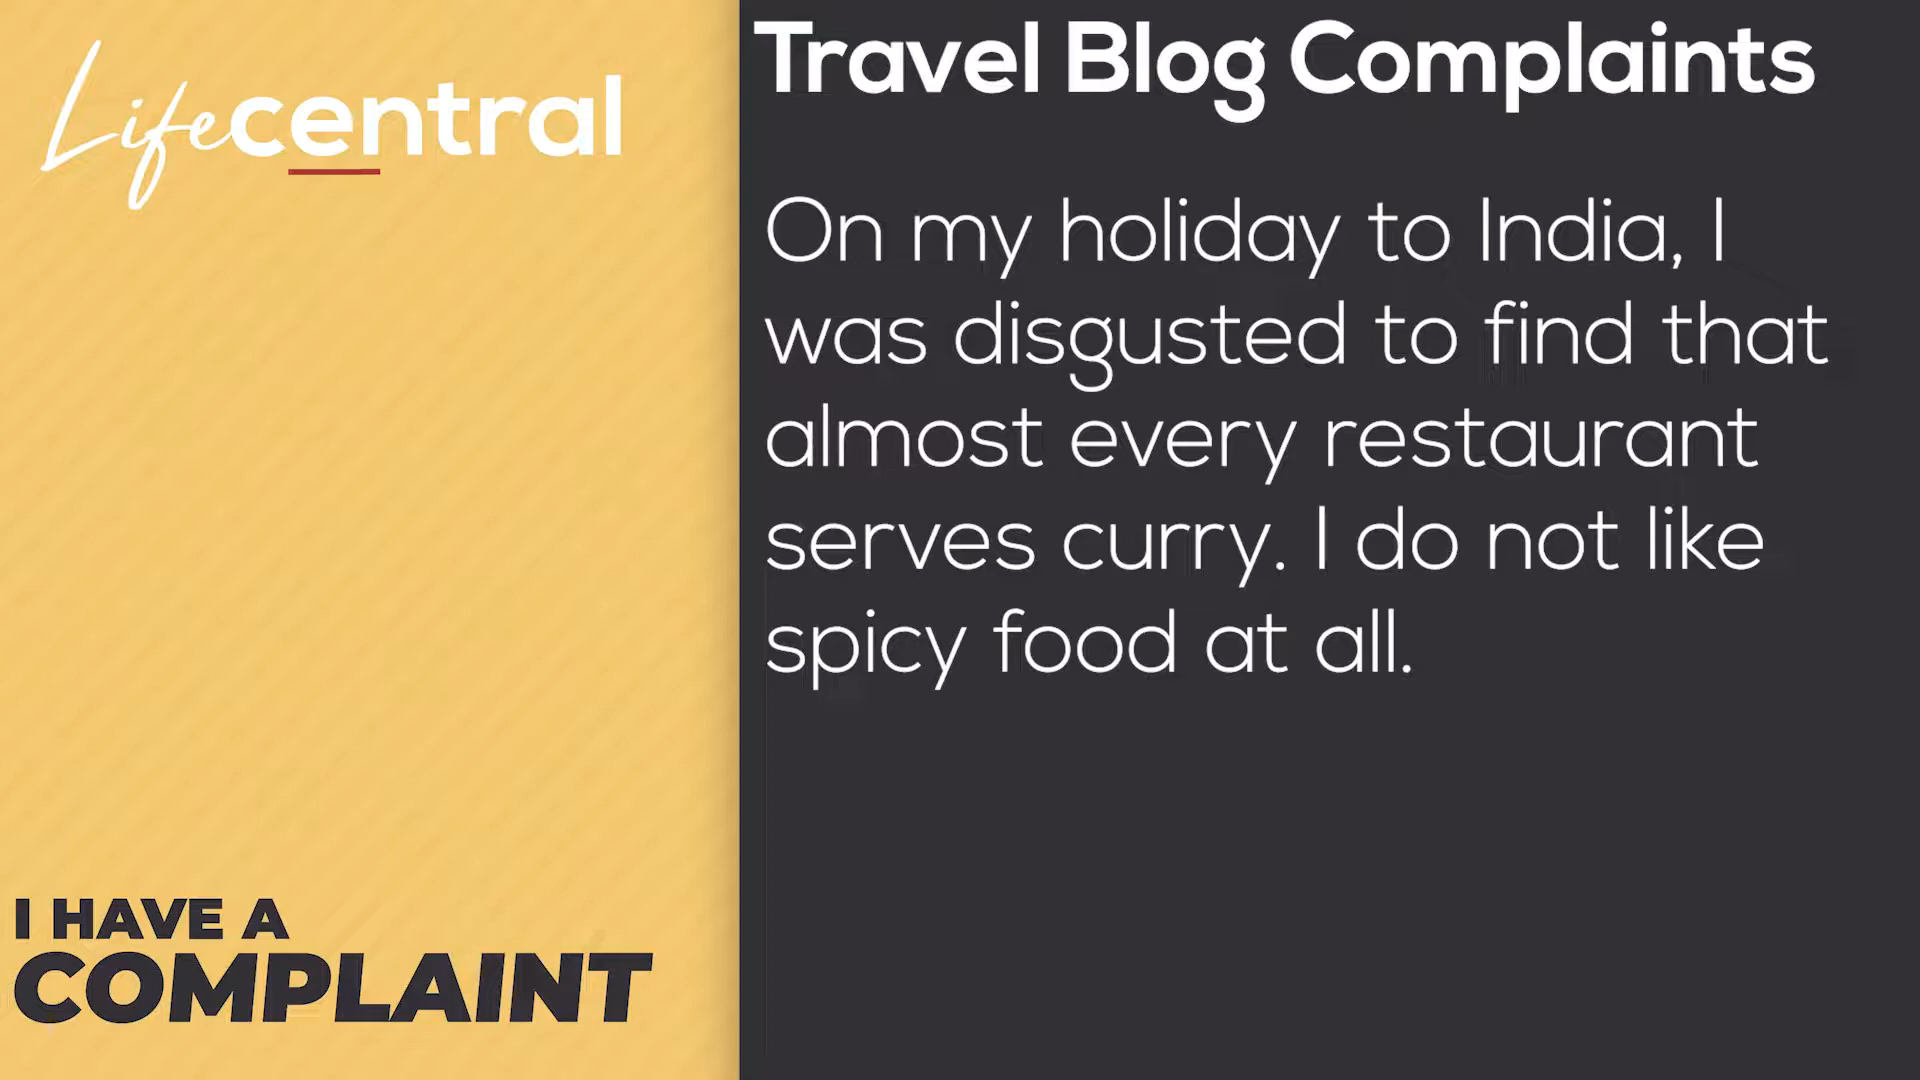 Lifecentral
I HAVE A
COMPLAINT
Travel Blog Complaints
On my holiday to India, I
was disgusted to find that
almost every restaurant
serves curry. I do not like
spicy food at all.